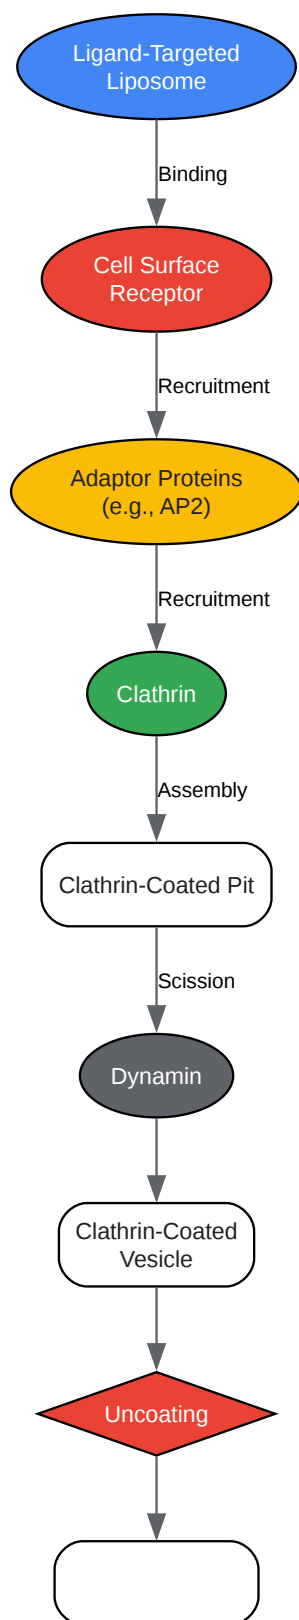 Ligand-Targeted
Liposome
Binding
Cell Surface
Receptor
Recruitment
Adaptor Proteins
(e.g., AP2)
Recruitment
Clathrin
Assembly
Clathrin-Coated Pit
Scission
Dynamin
Clathrin-Coated
Vesicle
Uncoating